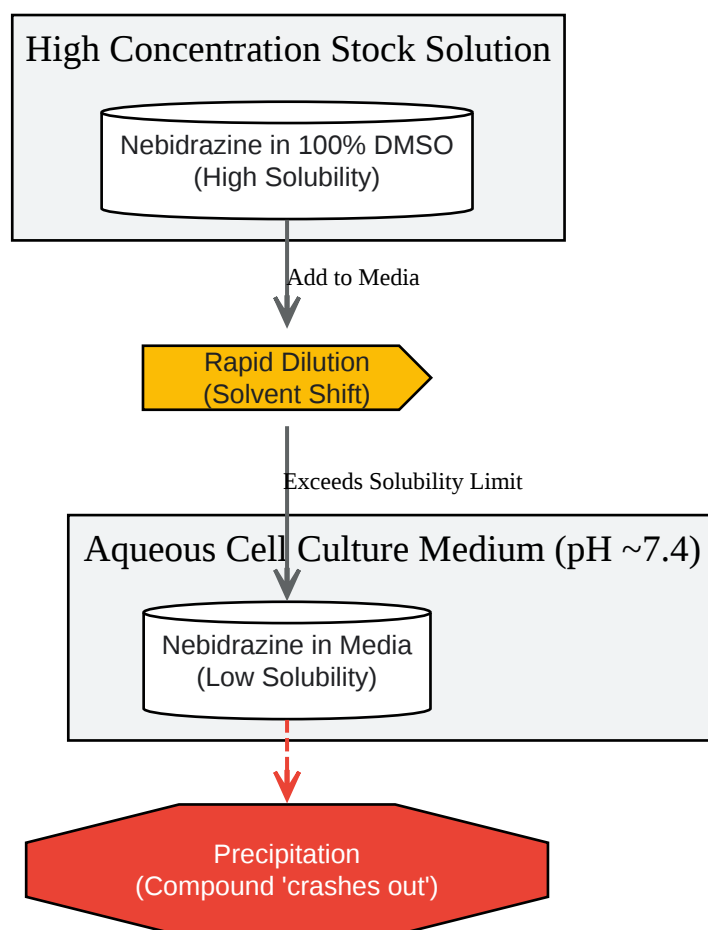 High Concentration Stock Solution
Nebidrazine in 100% DMSO
(High Solubility)
Add to Media
Rapid Dilution
(Solvent Shift)
Exceeds Solubility Limit
Aqueous Cell Culture Medium (pH ~7.4)
Nebidrazine in Media
(Low Solubility)
Precipitation
(Compound 'crashes out')